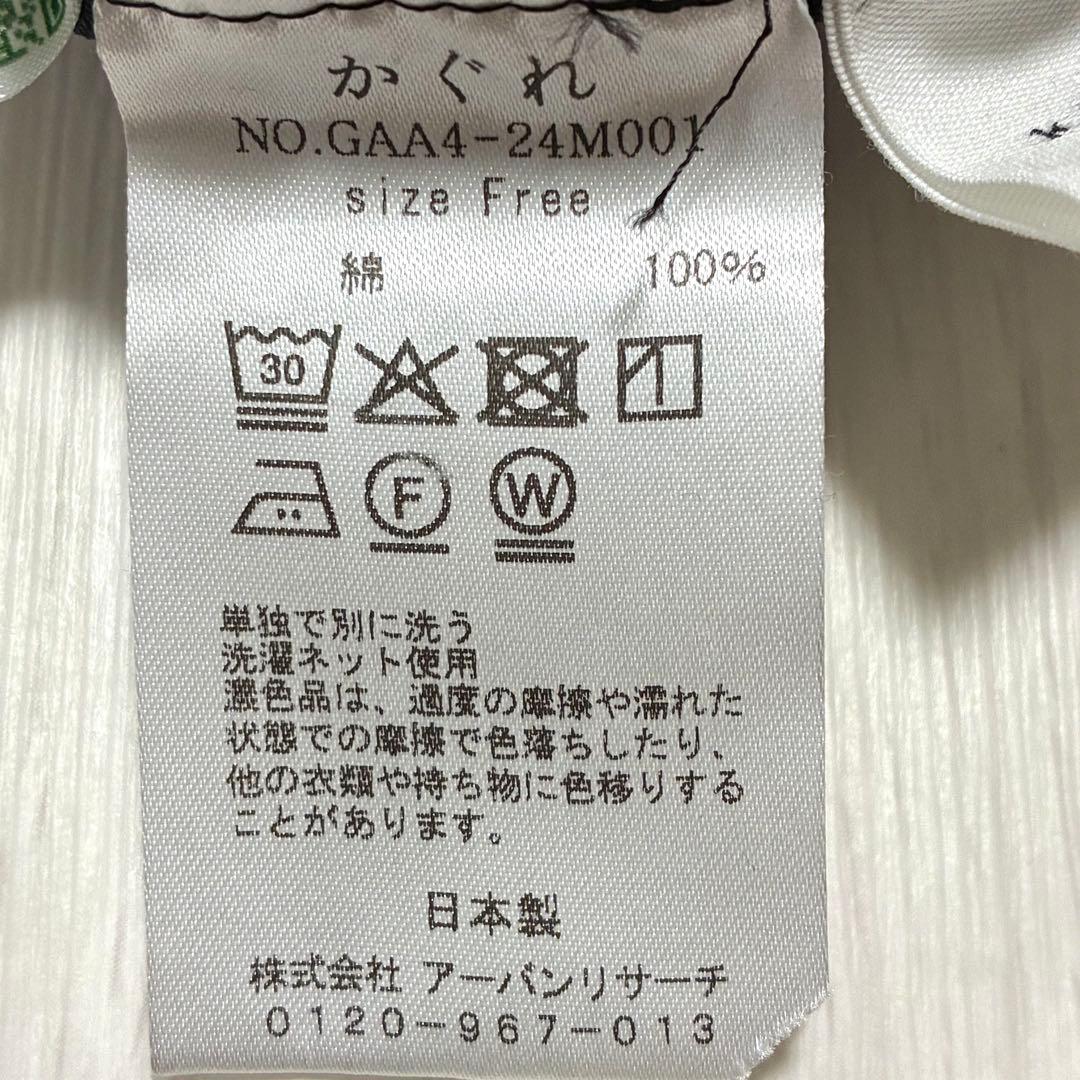 かぐれ
NO.GAA4-24M001
size Free
綿 100%
30
F W
単独で別に洗う
洗濯ネット使用
濃色品は、過度の摩擦や濡れた
状態での摩擦で色落ちしたり、
他の衣類や持ち物に色移りする
ことがあります。
日本製
株式会社 アーバンリサーチ
0120-967-013